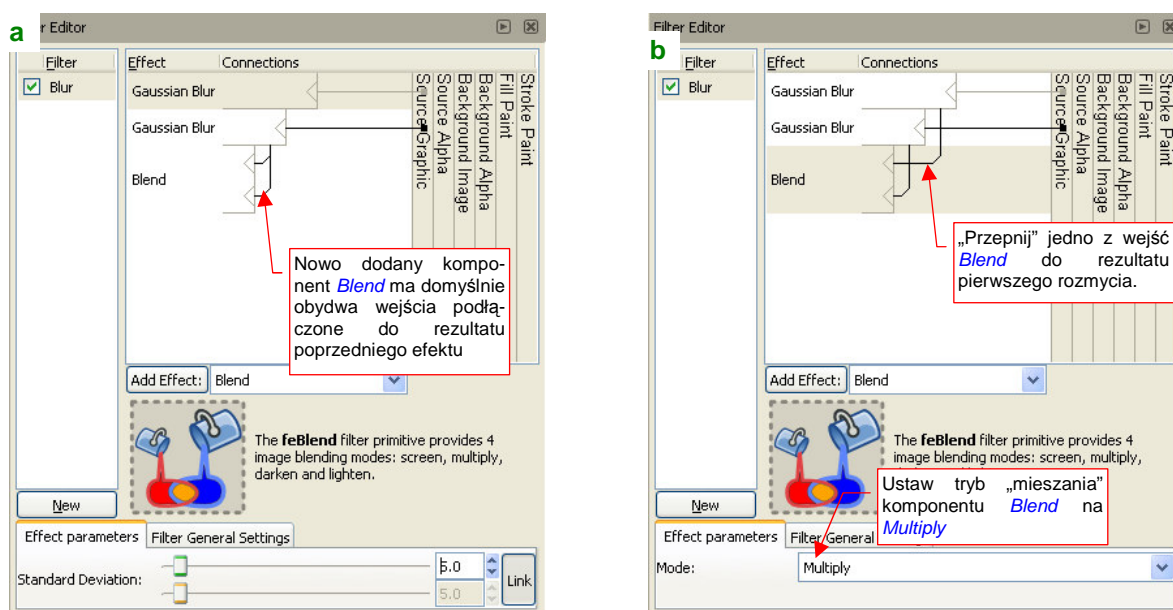 a
r Editor
Filter
Effect
Connections
Blur
Gaussian Blur
Gaussian Blur
Blend
Source Graphic
Source Alpha
Background Image
Background Alpha
Fill Paint
Stroke Paint
Nowo dodany kompo-
nent Blend ma domyślnie
obydwa wejścia podłą-
czone do rezultatu
poprzedniego efektu
Add Effect:
Blend
The feBlend filter primitive provides 4
image blending modes: screen, multiply,
darken and lighten.
New
Effect parameters
Filter General Settings
Standard Deviation:
5.0
5.0
Link
b
Filter Editor
Filter
Effect
Connections
Blur
Gaussian Blur
Gaussian Blur
Blend
Source Graphic
Source Alpha
Background Image
Background Alpha
Fill Paint
Stroke Paint
„Przepnij” jedno z wejść
Blend do rezultatu
pierwszego rozmycia.
Add Effect:
Blend
The feBlend filter primitive provides 4
image blending modes: screen, multiply,
Ustaw tryb „mieszania”
komponentu Blend na
Multiply
New
Effect parameters
Filter General
Mode:
Multiply